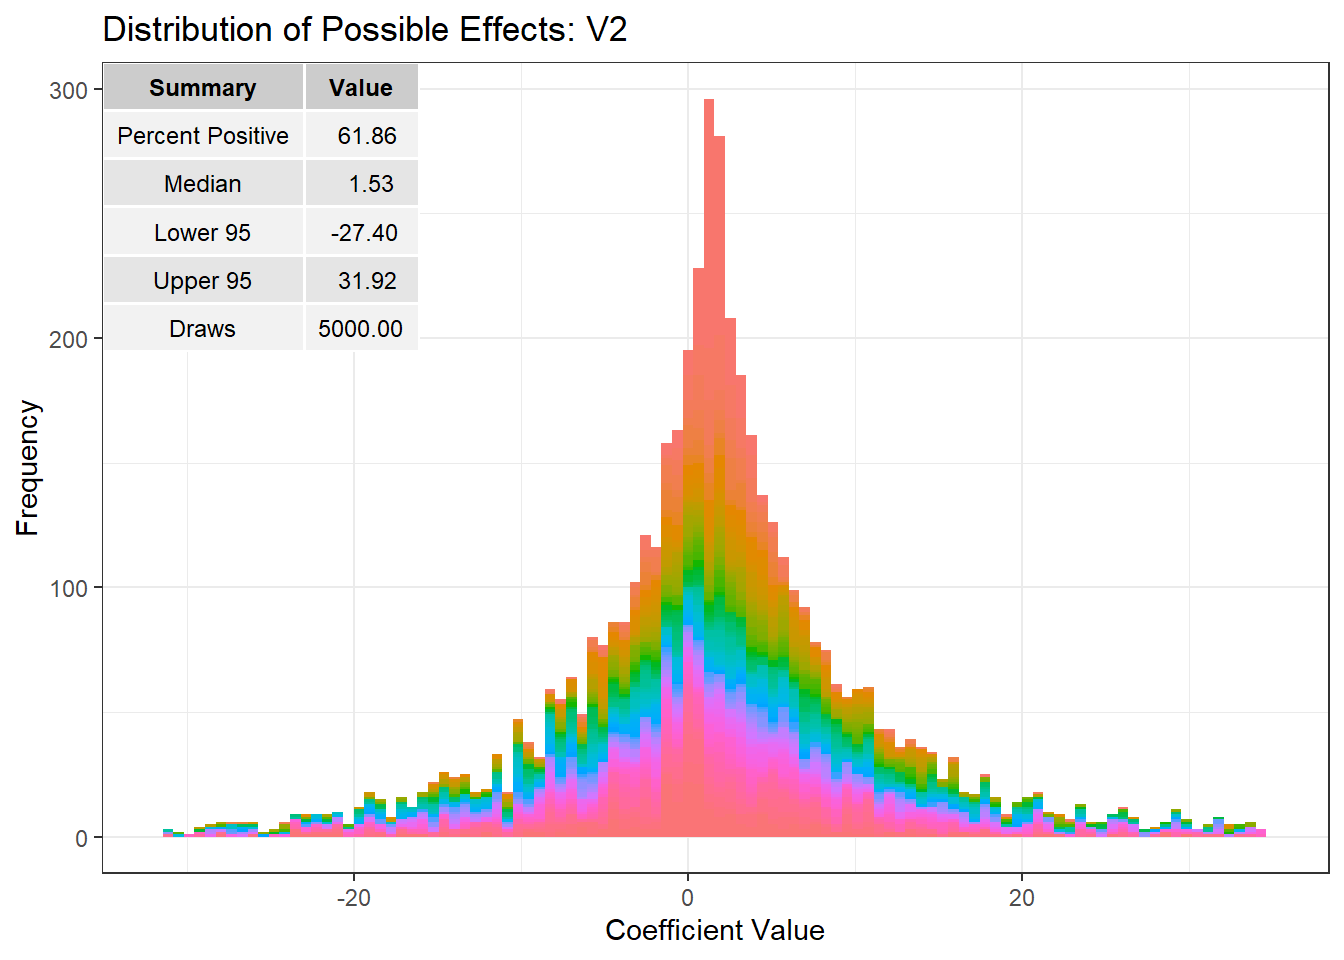 Distribution of Possible Effects: V2
Summary Value
Percent Positive 61.86
Median 1.53
Lower 95 -27.40
Upper 95 31.92
Draws 5000.00
300
200
100
0
Frequency
-20 0 20
Coefficient Value